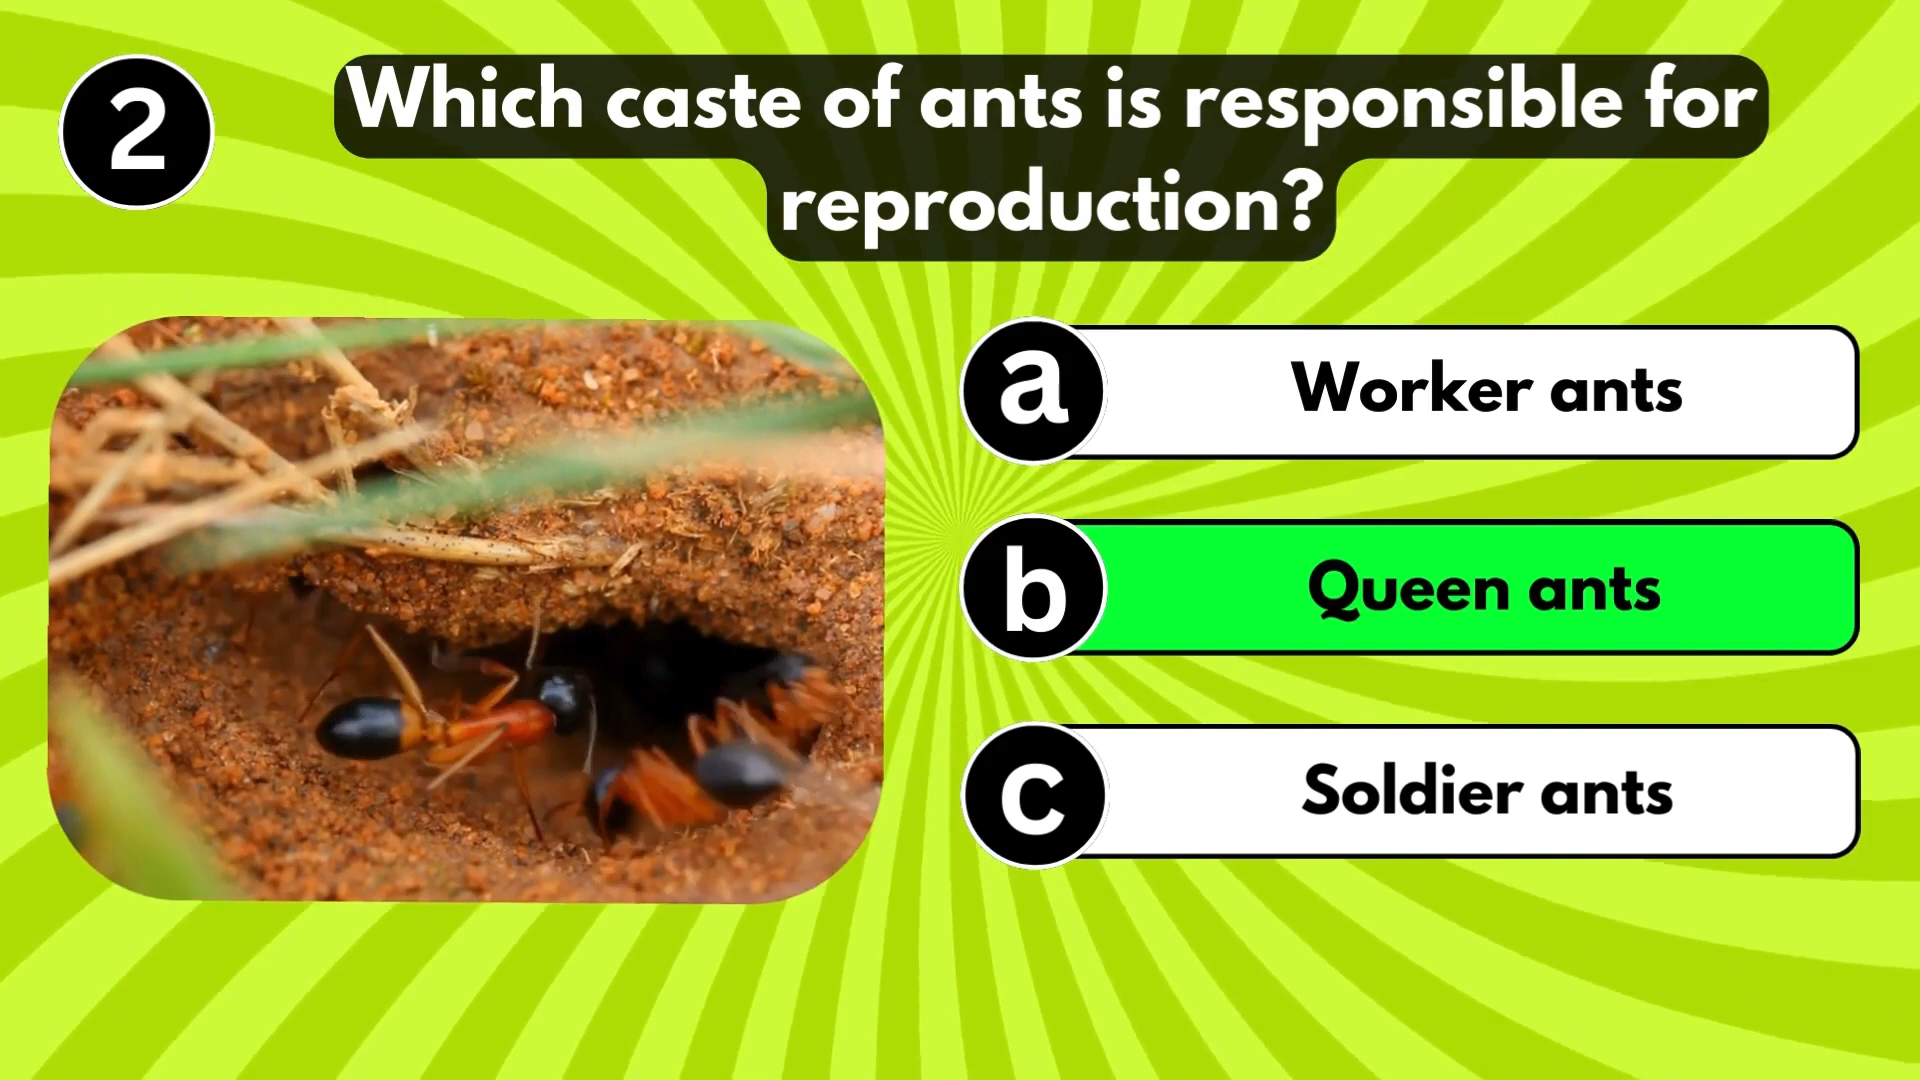 2
Which caste of ants is responsible for
reproduction?
a
Worker ants
b
Queen ants
c
Soldier ants